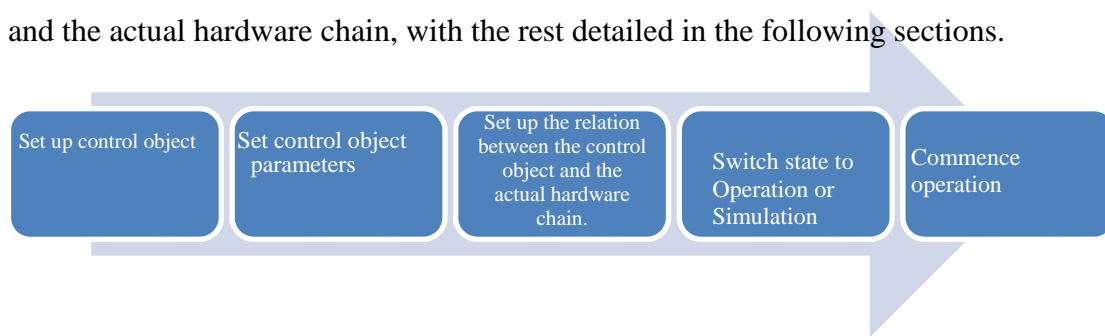 and the actual hardware chain, with the rest detailed in the following sections.
Set up control object
Set control object
parameters
Set up the relation
between the control
object and the
actual hardware
chain.
Switch state to
Operation or
Simulation
Commence
operation